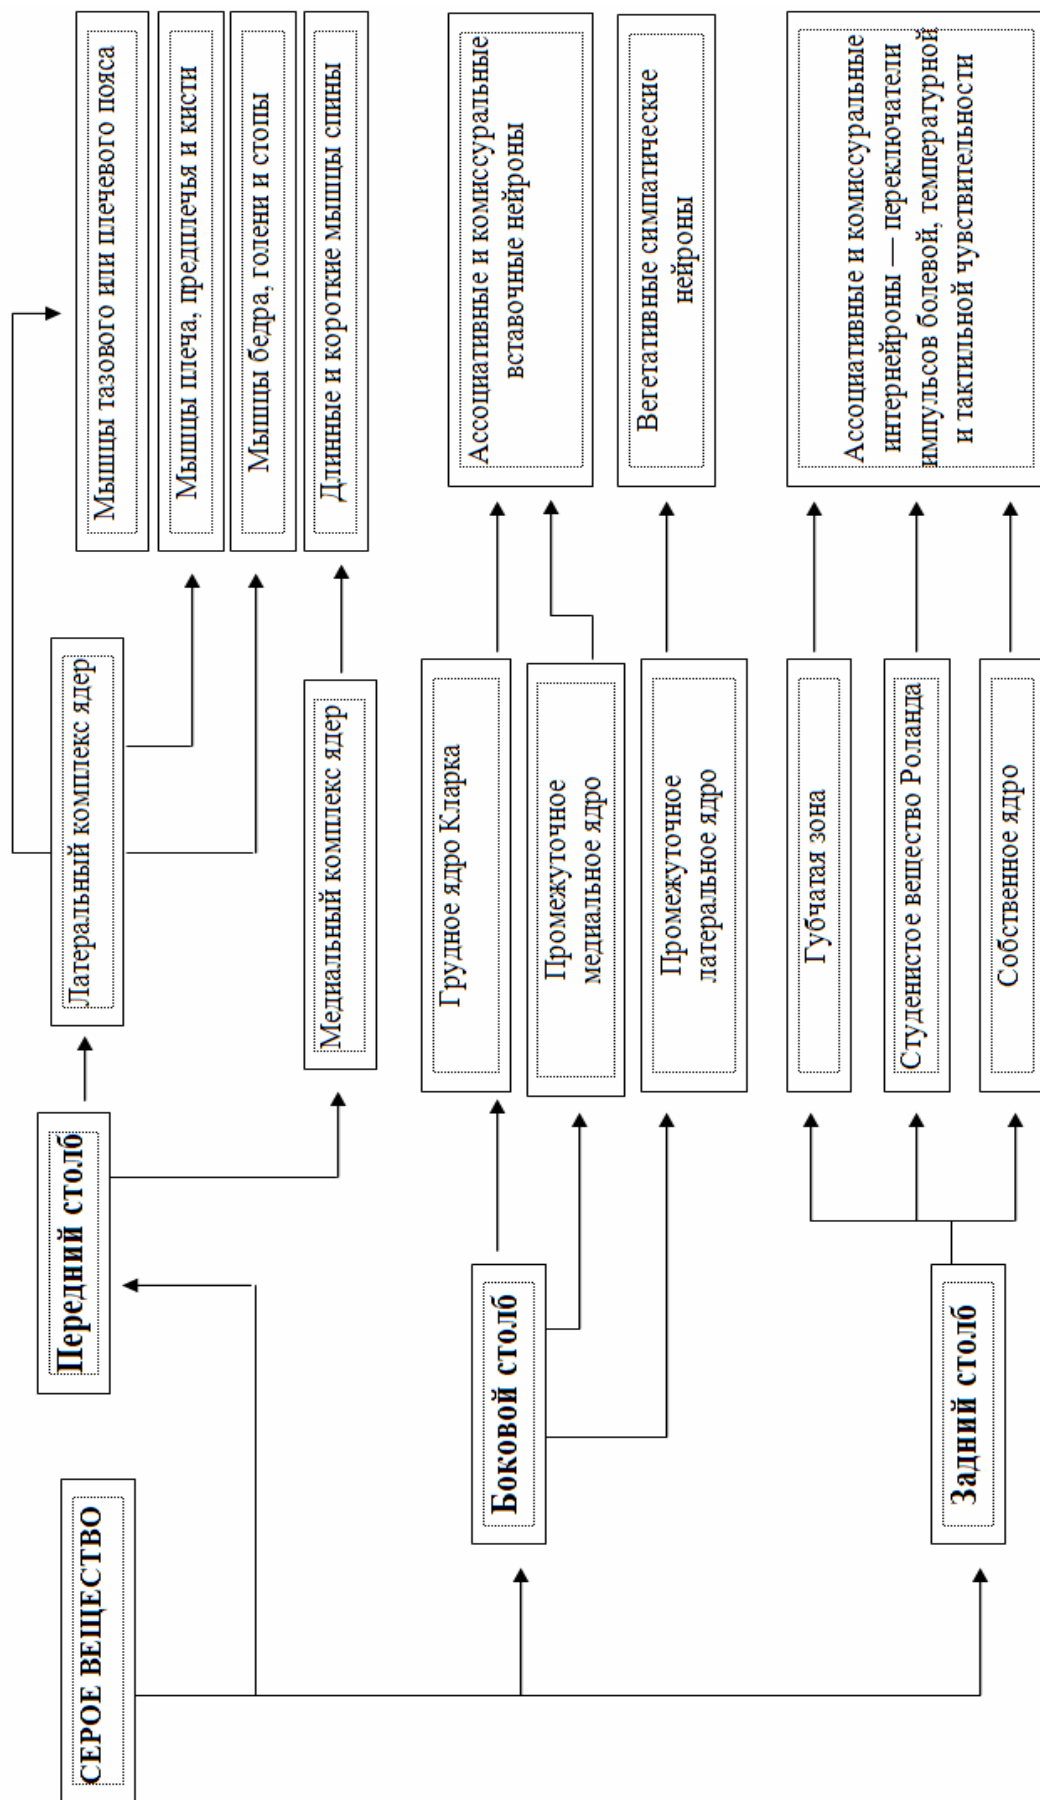 СЕРОЕ ВЕЩЕСТВО
Передний столб
Латеральный комплекс ядер
Мышцы тазового или плечевого пояса
Мышцы плеча, предплечья и кисти
Мышцы бедра, голени и стопы
Медиальный комплекс ядер
Длинные и короткие мышцы спины
Боковой столб
Грудное ядро Кларка
Промежуточное
медиальное ядро
Промежуточное
латеральное ядро
Ассоциативные и комиссуральные
вставочные нейроны
Вегетативные симпатические
нейроны
Задний столб
Губчатая зона
Студенистое вещество Роланда
Собственное ядро
Ассоциативные и комиссуральные
интернейроны — переключатели
импульсов болевой, температурной
и тактильной чувствительности